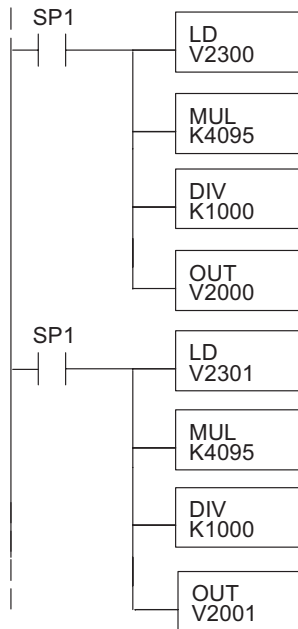 SP1
LD
V2300
MUL
K4095
DIV
K1000
OUT
V2000
SP1
LD
V2301
MUL
K4095
DIV
K1000
OUT
V2001